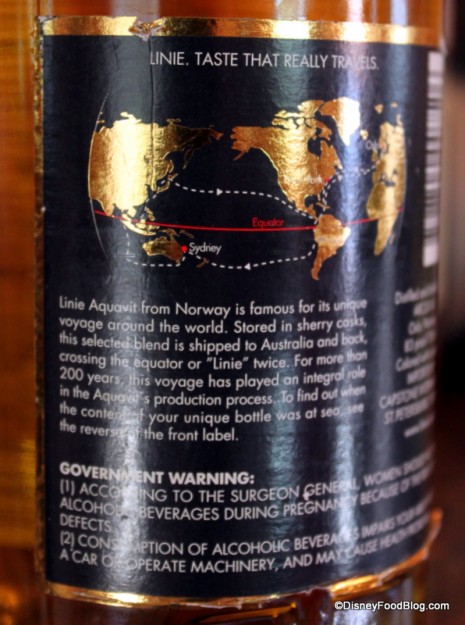 LINIE. TASTE THAT REALLY TRAVELS.
Equator
Sydney
Linie Aquavit from Norway is famous for its unique
voyage around the world. Stored in sherry casks,
this selected blend is shipped to Australia and back,
crossing the equator or "Linie" twice. For more than
200 years, this voyage has played an integral role
in the Aquavit's production process. To find out when
the content of your unique bottle was at sea, see
the reverse of the front label.
GOVERNMENT WARNING:
(1) ACCORDING TO THE SURGEON GENERAL, WOMEN SHOULD
ALCOHOLIC BEVERAGES DURING PREGNANCY BECAUSE OF THE
DEFECTS.
(2) CONSUMPTION OF ALCOHOLIC BEVERAGES IMPAIRS YOUR
A CAR OR OPERATE MACHINERY, AND MAY CAUSE HEALTH
Distilled
CAPSTONE
ST. PETERSB
©DisneyFoodBlog.com